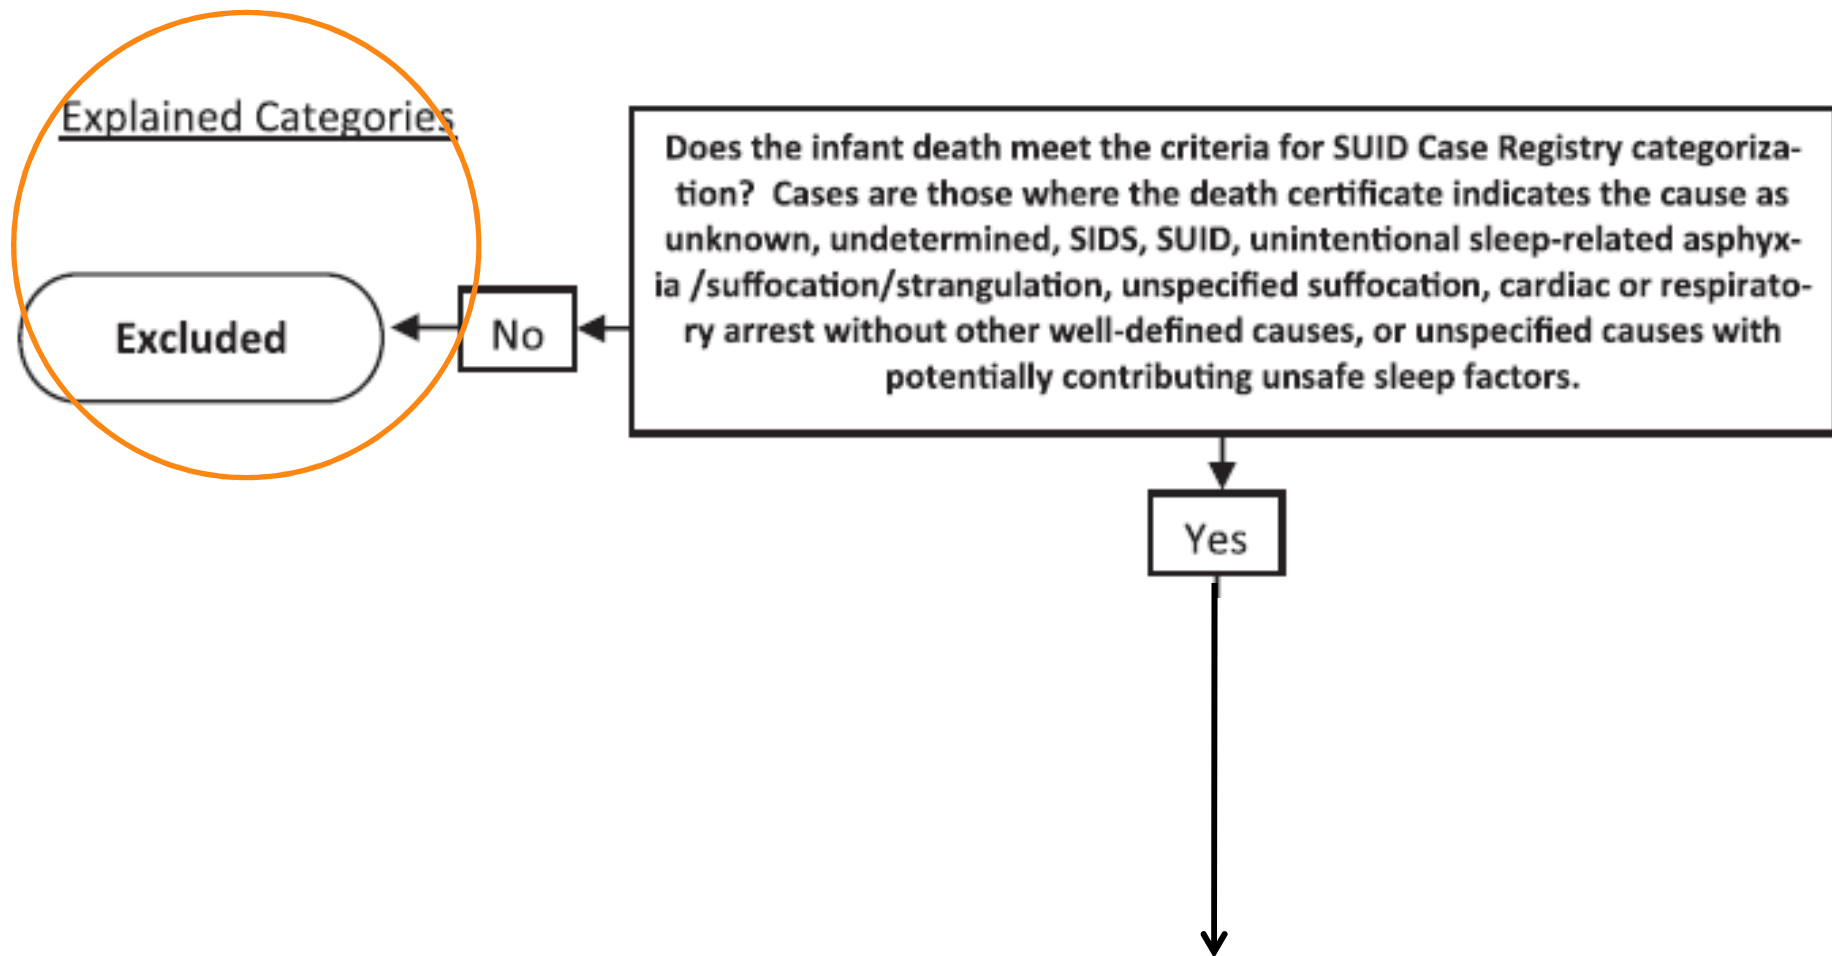 Explained Categories
Does the infant death meet the criteria for SUID Case Registry categoriza-
tion? Cases are those where the death certificate indicates the cause as
unknown, undetermined, SIDS, SUID, unintentional sleep-related asphyx-
ia /suffocation/strangulation, unspecified suffocation, cardiac or respirato-
ry arrest without other well-defined causes, or unspecified causes with
potentially contributing unsafe sleep factors.
No
Excluded
Yes